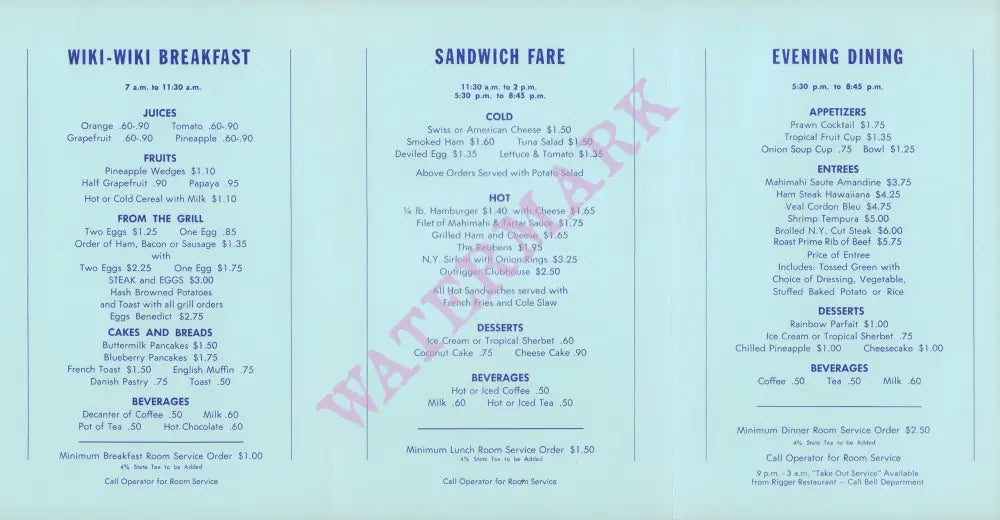 WIKI-WIKI BREAKFAST
7 a.m. to 11:30 a.m.
JUICES
Orange .60-.90 Tomato .60-.90
Grapefruit .60-.90 Pineapple .60-.90
FRUITS
Pineapple Wedges $1.10
Half Grapefruit .90 Papaya .95
Hot or Cold Cereal with Milk $1.10
FROM THE GRILL
Two Eggs $1.25 One Egg .85
Order of Ham, Bacon or Sausage $1.35
with
Two Eggs $2.25 One Egg $1.75
STEAK and EGGS $3.00
Hash Browned Potatoes
and Toast with all grill orders
Eggs Benedict $2.75
CAKES AND BREADS
Buttermilk Pancakes $1.50
Blueberry Pancakes $1.75
French Toast $1.50 English Muffin .75
Danish Pastry .75 Toast .50
BEVERAGES
Decanter of Coffee .50 Milk .60
Pot of Tea .50 Hot Chocolate .60
Minimum Breakfast Room Service Order $1.00
4% State Tax to be Added
Call Operator for Room Service
SANDWICH FARE
11:30 a.m. to 2 p.m.
5:30 p.m. to 8:45 p.m.
COLD
Swiss or American Cheese $1.50
Smoked Ham $1.60 Tuna Salad $1.50
Deviled Egg $1.35 Lettuce & Tomato $1.35
Above Orders Served with Potato Salad
HOT
¼ lb. Hamburger $1.40 with Cheese $1.65
Filet of Mahimahi & Tartar Sauce $1.75
Grilled Ham and Cheese $1.65
The Reubens $1.95
N.Y. Sirloin with Onion Rings $3.25
Outrigger Clubhouse $2.50
All Hot Sandwiches served with
French Fries and Cole Slaw
DESSERTS
Ice Cream or Tropical Sherbet .60
Coconut Cake .75 Cheese Cake .90
BEVERAGES
Hot or Iced Coffee .50
Milk .60 Hot or Iced Tea .50
Minimum Lunch Room Service Order $1.50
4% State Tax to be Added
Call Operator for Room Service
EVENING DINING
5:30 p.m. to 8:45 p.m.
APPETIZERS
Prawn Cocktail $1.75
Tropical Fruit Cup $1.35
Onion Soup Cup .75 Bowl $1.25
ENTREES
Mahimahi Saute Amandine $3.75
Ham Steak Hawaiiana $4.25
Veal Cordon Bleu $4.75
Shrimp Tempura $5.00
Broiled N.Y. Cut Steak $6.00
Roast Prime Rib of Beef $5.75
Price of Entree
Includes: Tossed Green with
Choice of Dressing, Vegetable,
Stuffed Baked Potato or Rice
DESSERTS
Rainbow Parfait $1.00
Ice Cream or Tropical Sherbet .75
Chilled Pineapple $1.00 Cheesecake $1.00
BEVERAGES
Coffee .50 Tea .50 Milk .60
Minimum Dinner Room Service Order $2.50
4% State Tax to be Added
Call Operator for Room Service
9 p.m. - 3 a.m. "Take Out Service" Available
from Rigger Restaurant — Call Bell Department
WATERMARK